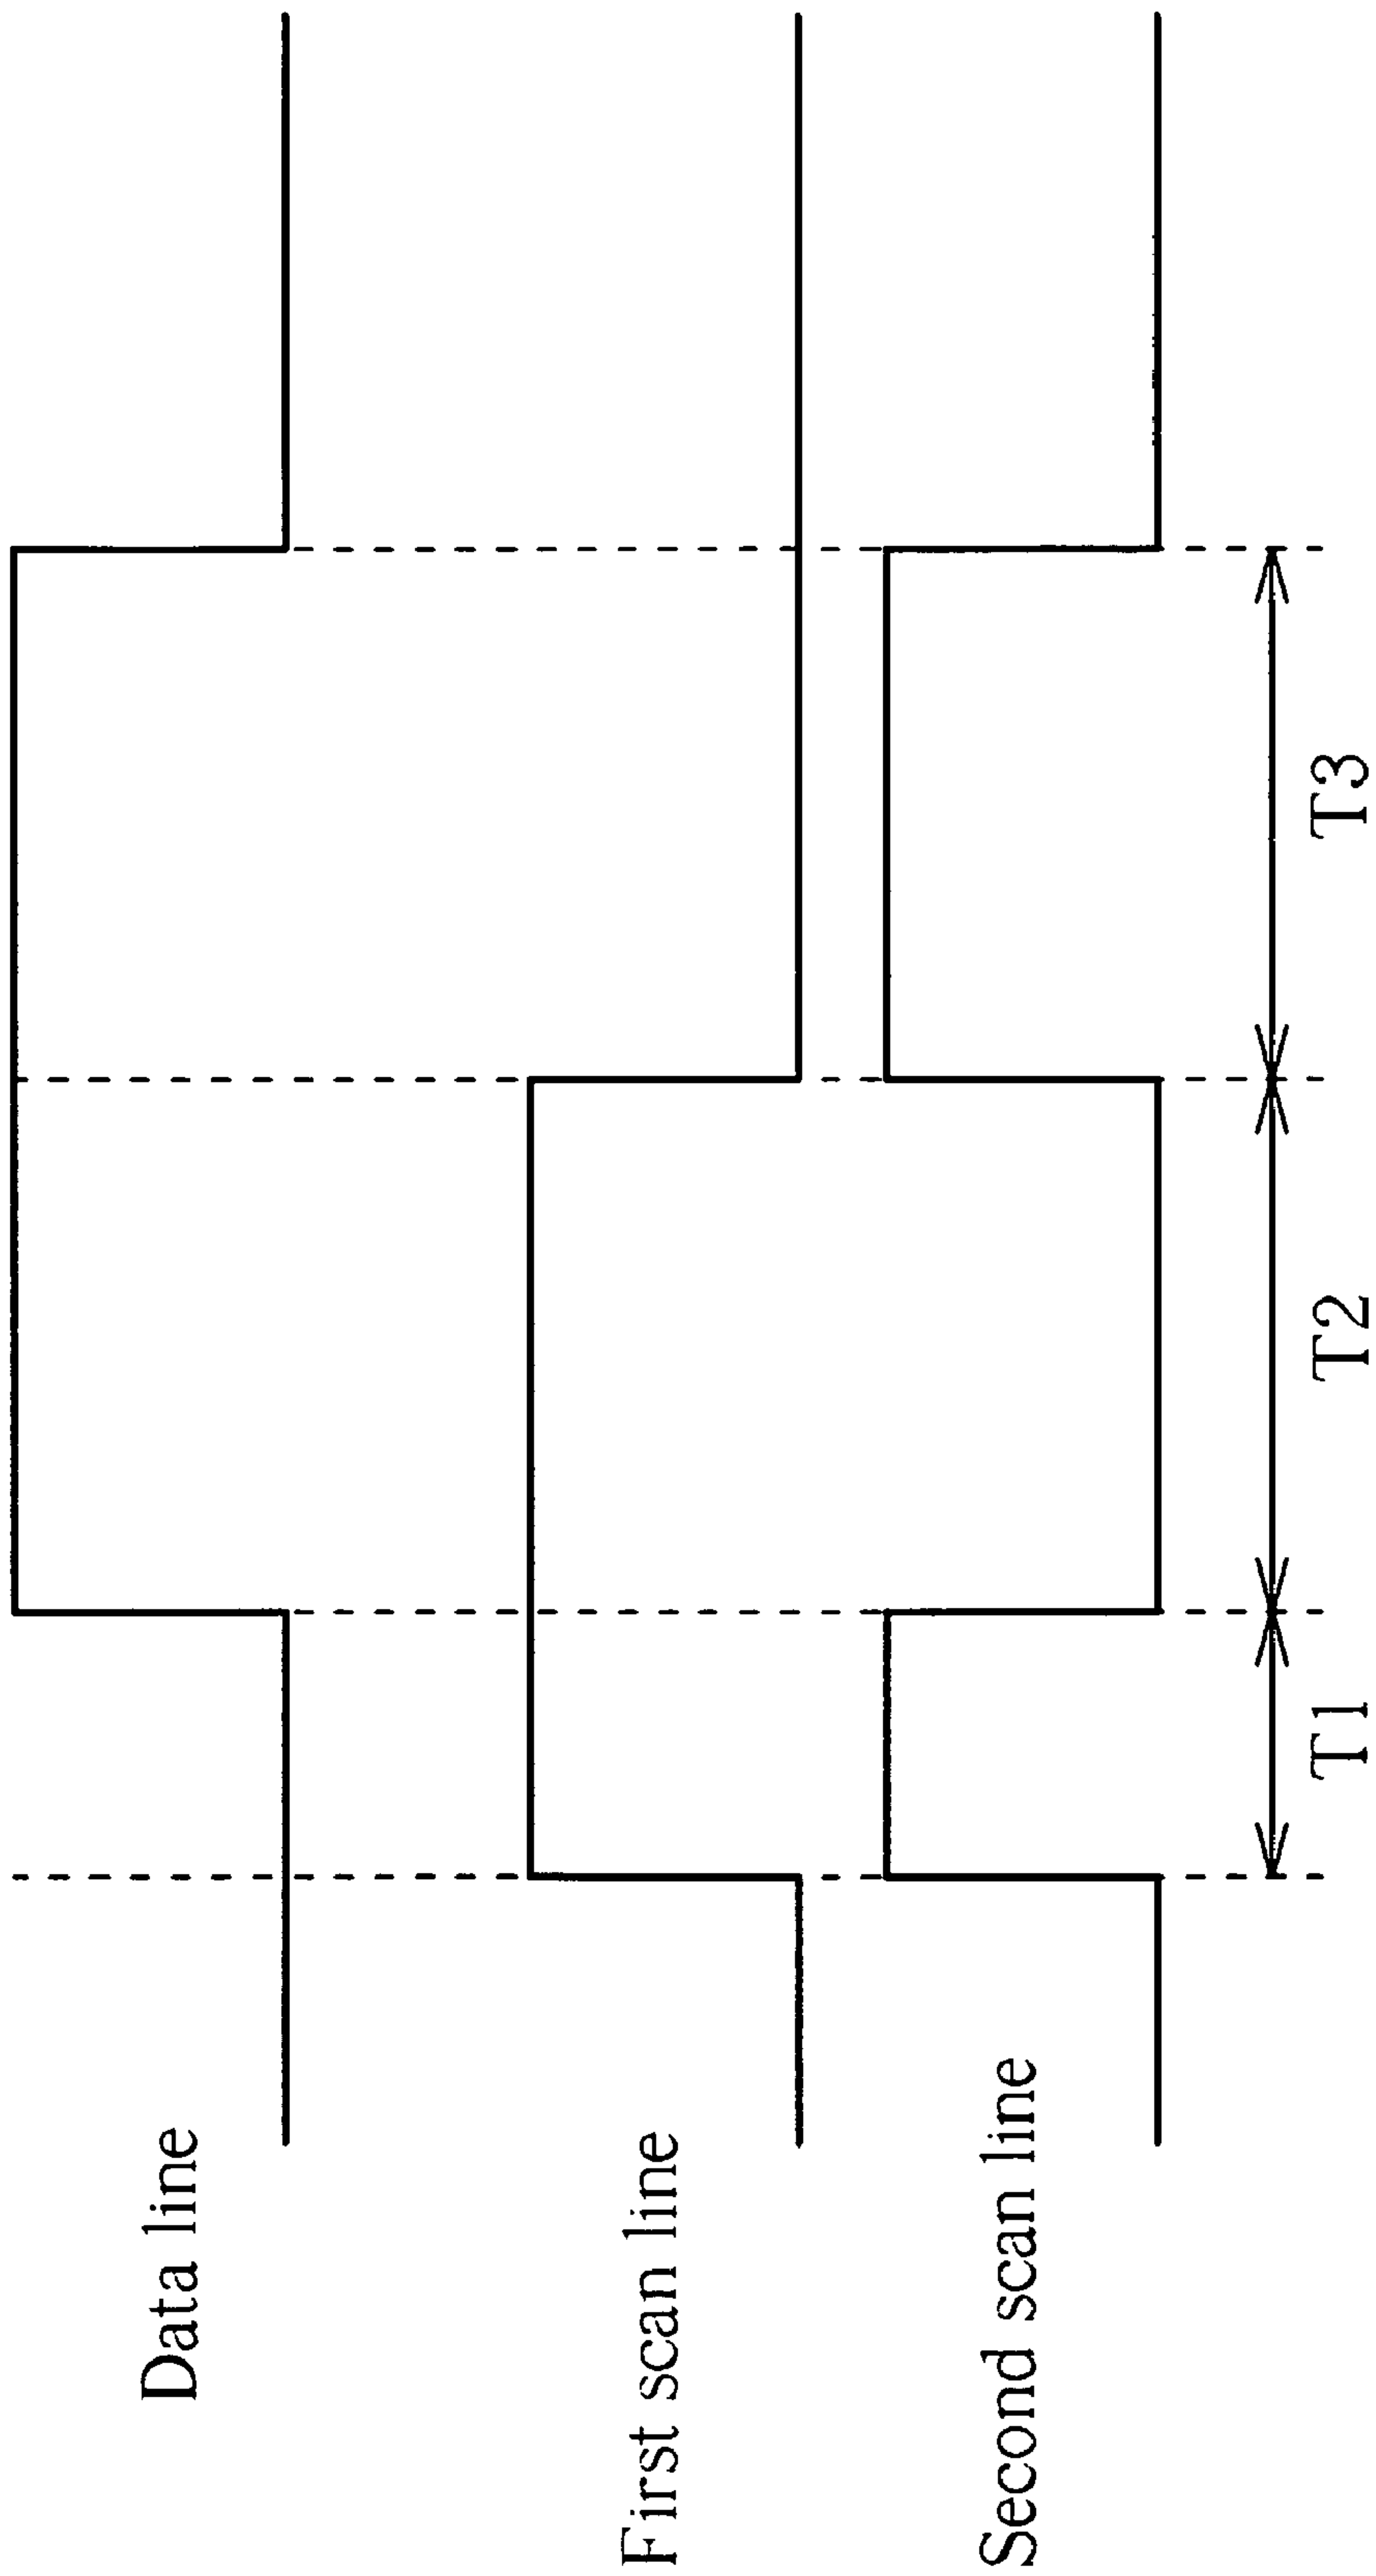 Data line
First scan line
Second scan line
T1 T2 T3